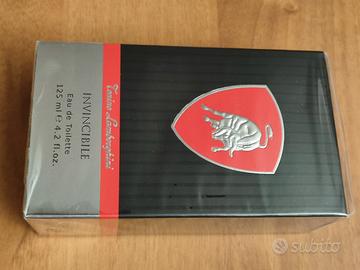 Tonino Lamborghini
INVINCIBILE
Eau de Toilette
125 ml e 4.2 fl.oz.
subito